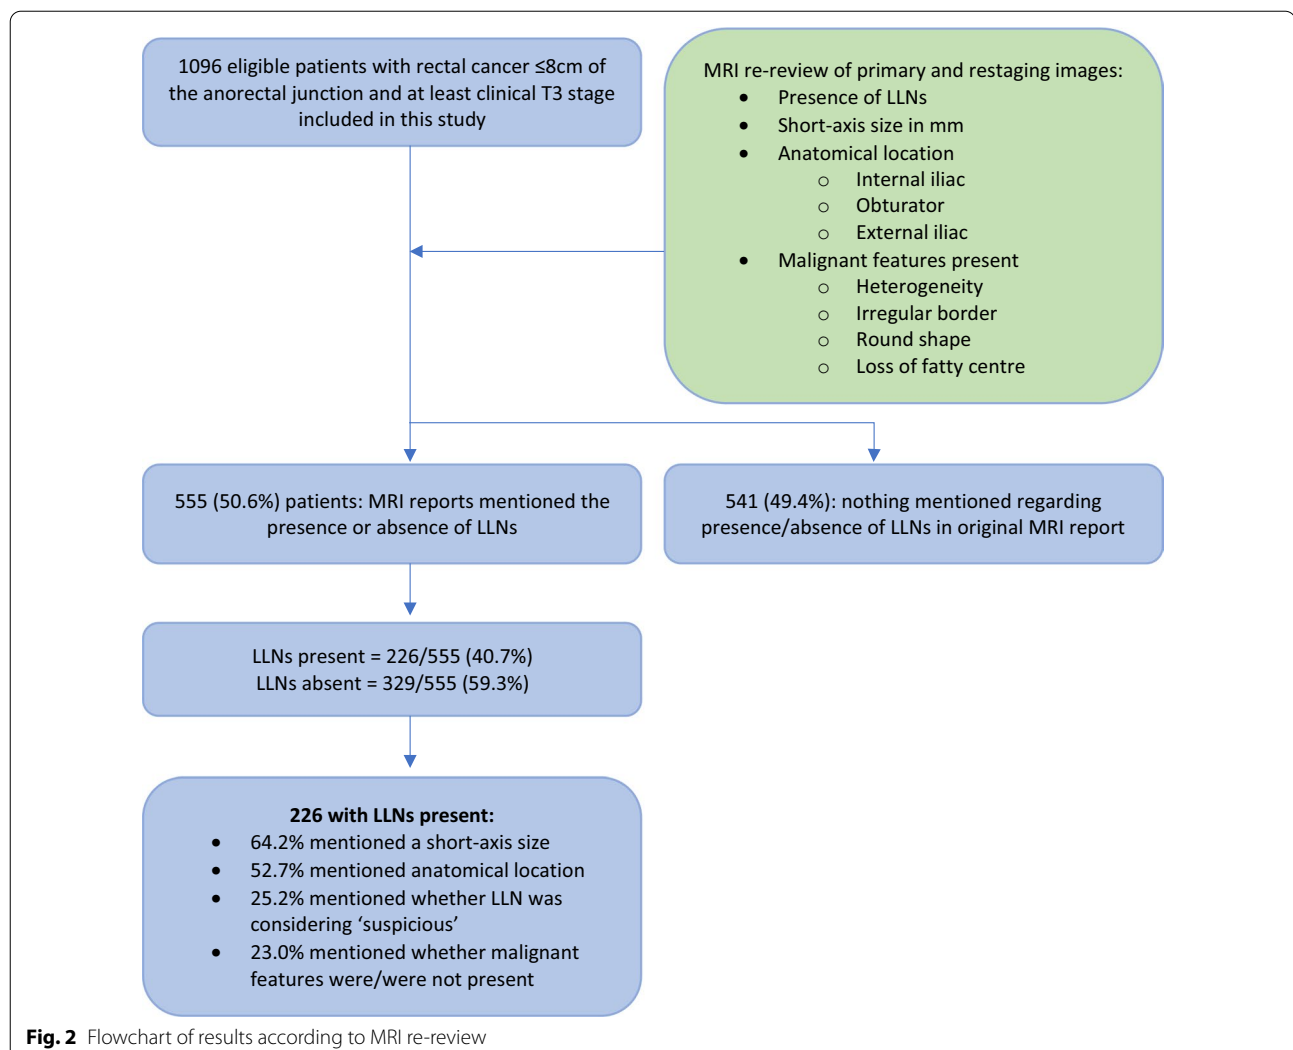 1096 eligible patients with rectal cancer ≤8cm of
the anorectal junction and at least clinical T3 stage
included in this study
MRI re-review of primary and restaging images:
• Presence of LLNs
• Short-axis size in mm
• Anatomical location
o Internal iliac
o Obturator
o External iliac
• Malignant features present
o Heterogeneity
o Irregular border
o Round shape
o Loss of fatty centre
555 (50.6%) patients: MRI reports mentioned the
presence or absence of LLNs
541 (49.4%): nothing mentioned regarding
presence/absence of LLNs in original MRI report
LLNs present = 226/555 (40.7%)
LLNs absent = 329/555 (59.3%)
226 with LLNs present:
• 64.2% mentioned a short-axis size
• 52.7% mentioned anatomical location
• 25.2% mentioned whether LLN was
considering ‘suspicious’
• 23.0% mentioned whether malignant
features were/were not present
Fig. 2 Flowchart of results according to MRI re-review